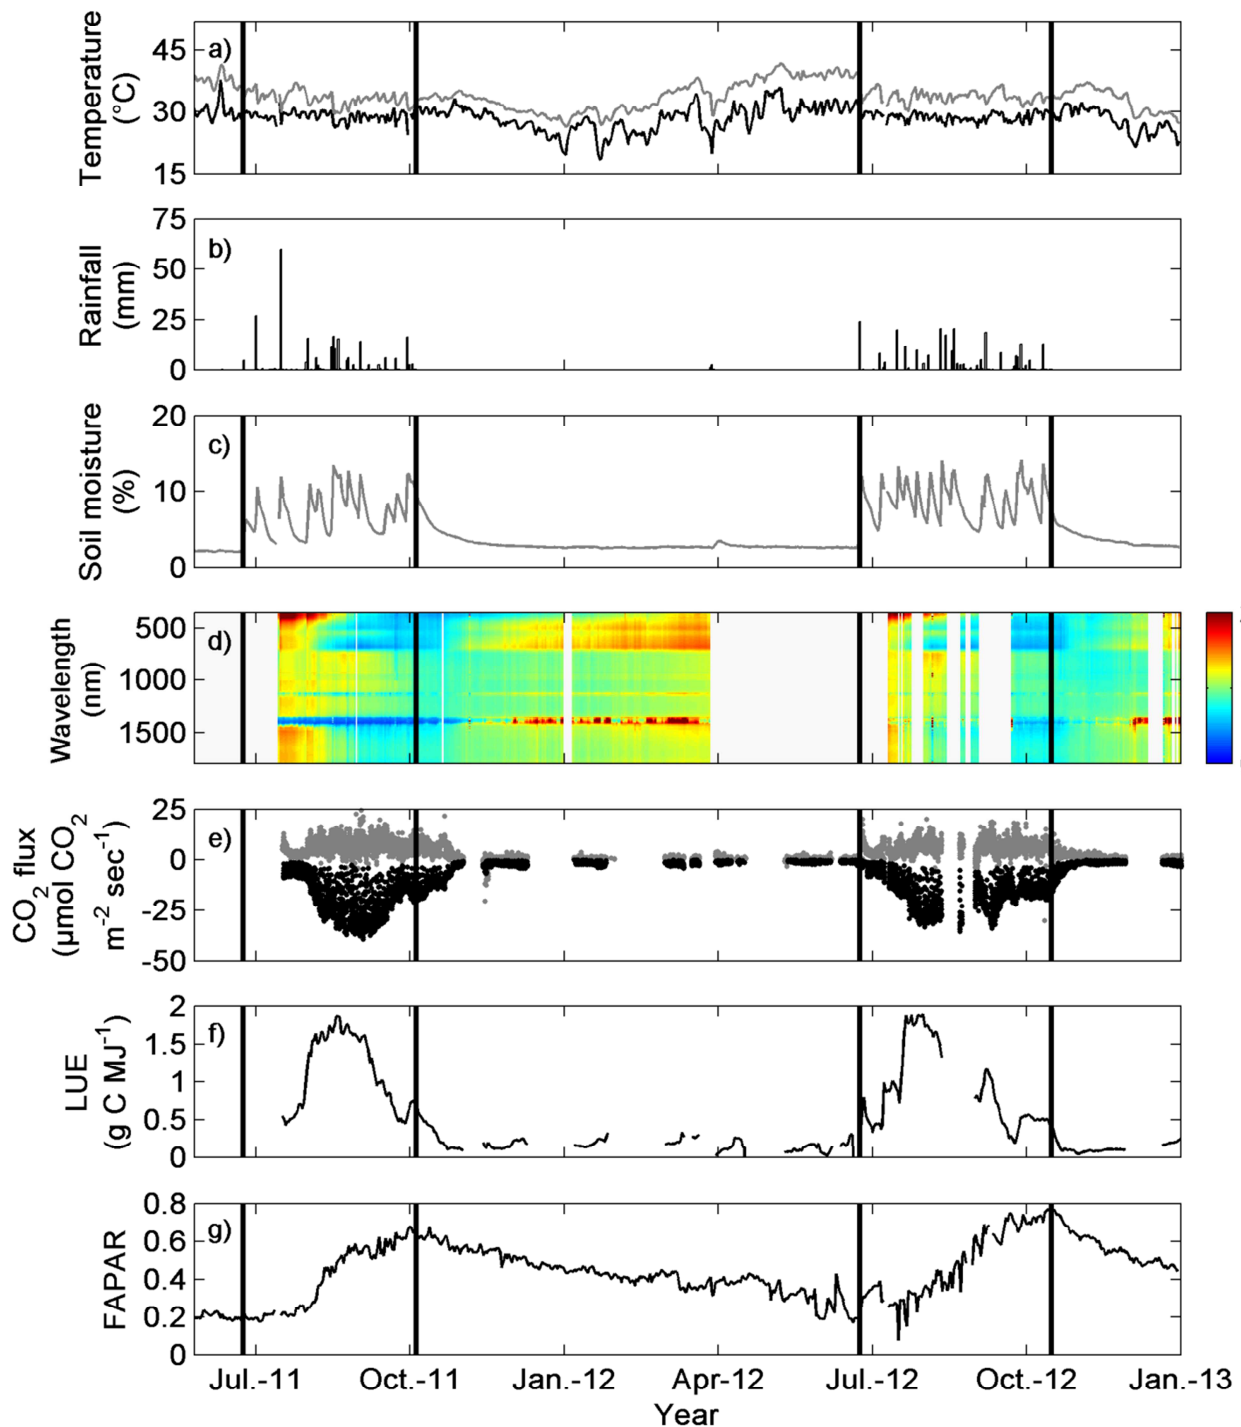 a)
Temperature
(°C)
45
30
15
b)
Rainfall
(mm)
75
50
25
0
c)
Soil moisture
(%)
20
10
0
d)
Wavelength
(nm)
500
1000
1500
e)
CO2 flux
(μmol CO2
m-2 sec-1)
25
0
-25
-50
f)
LUE
(g C MJ-1)
2
1.5
1
0.5
0
g)
FAPAR
0.8
0.6
0.4
0.2
0
Jul.-11 Oct.-11 Jan.-12 Apr.-12 Jul.-12 Oct.-12 Jan.-13
Year